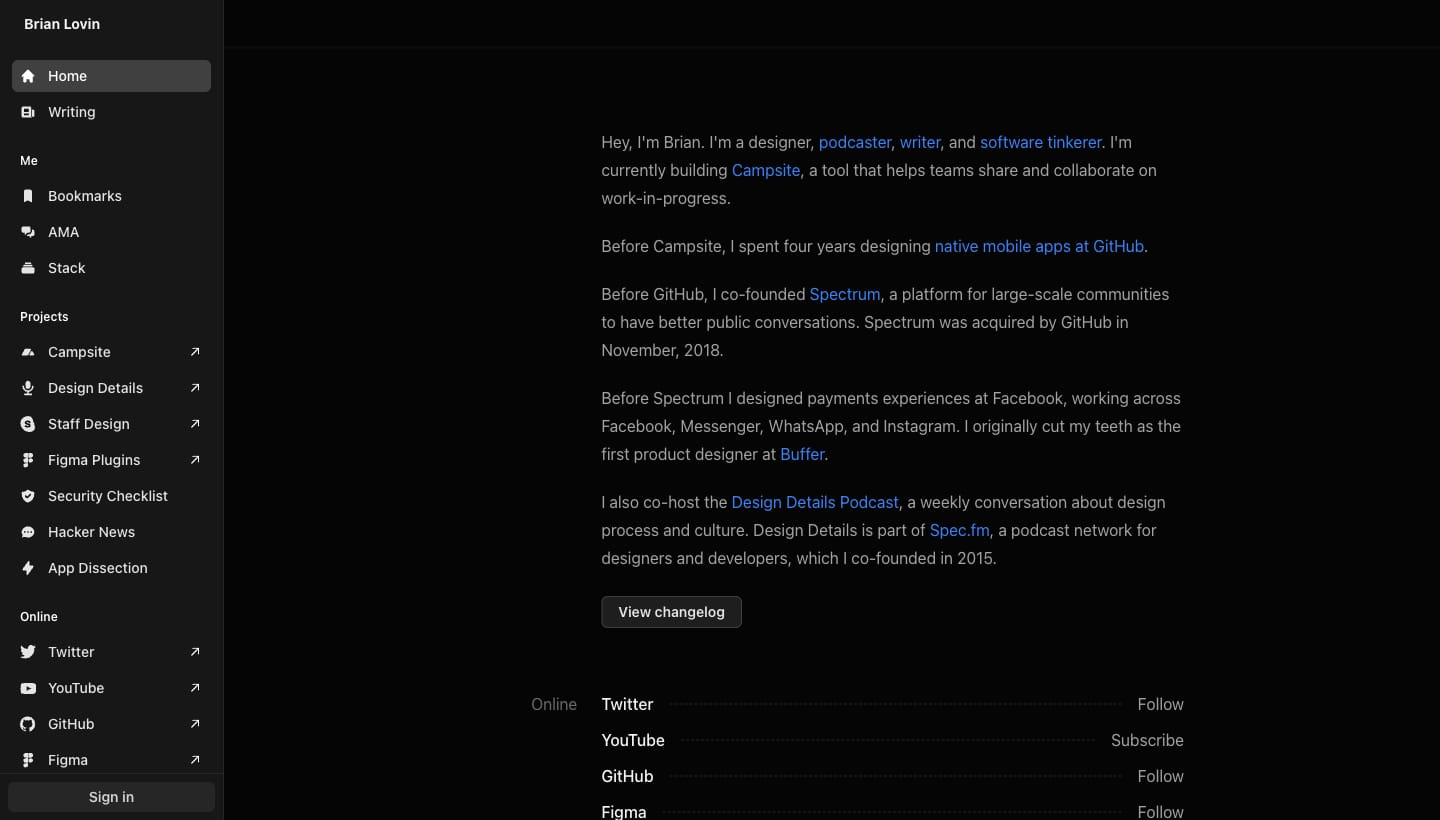 Brian Lovin
Home
Writing
Me
Bookmarks
AMA
Stack
Projects
Campsite
Design Details
Staff Design
Figma Plugins
Security Checklist
Hacker News
App Dissection
Online
Twitter
YouTube
GitHub
Figma
Sign in
Hey, I'm Brian. I'm a designer, podcaster, writer, and software tinkerer. I'm
currently building Campsite, a tool that helps teams share and collaborate on
work-in-progress.
Before Campsite, I spent four years designing native mobile apps at GitHub.
Before GitHub, I co-founded Spectrum, a platform for large-scale communities
to have better public conversations. Spectrum was acquired by GitHub in
November, 2018.
Before Spectrum I designed payments experiences at Facebook, working across
Facebook, Messenger, WhatsApp, and Instagram. I originally cut my teeth as the
first product designer at Buffer.
I also co-host the Design Details Podcast, a weekly conversation about design
process and culture. Design Details is part of Spec.fm, a podcast network for
designers and developers, which I co-founded in 2015.
View changelog
Online
Twitter Follow
YouTube Subscribe
GitHub Follow
Figma Follow